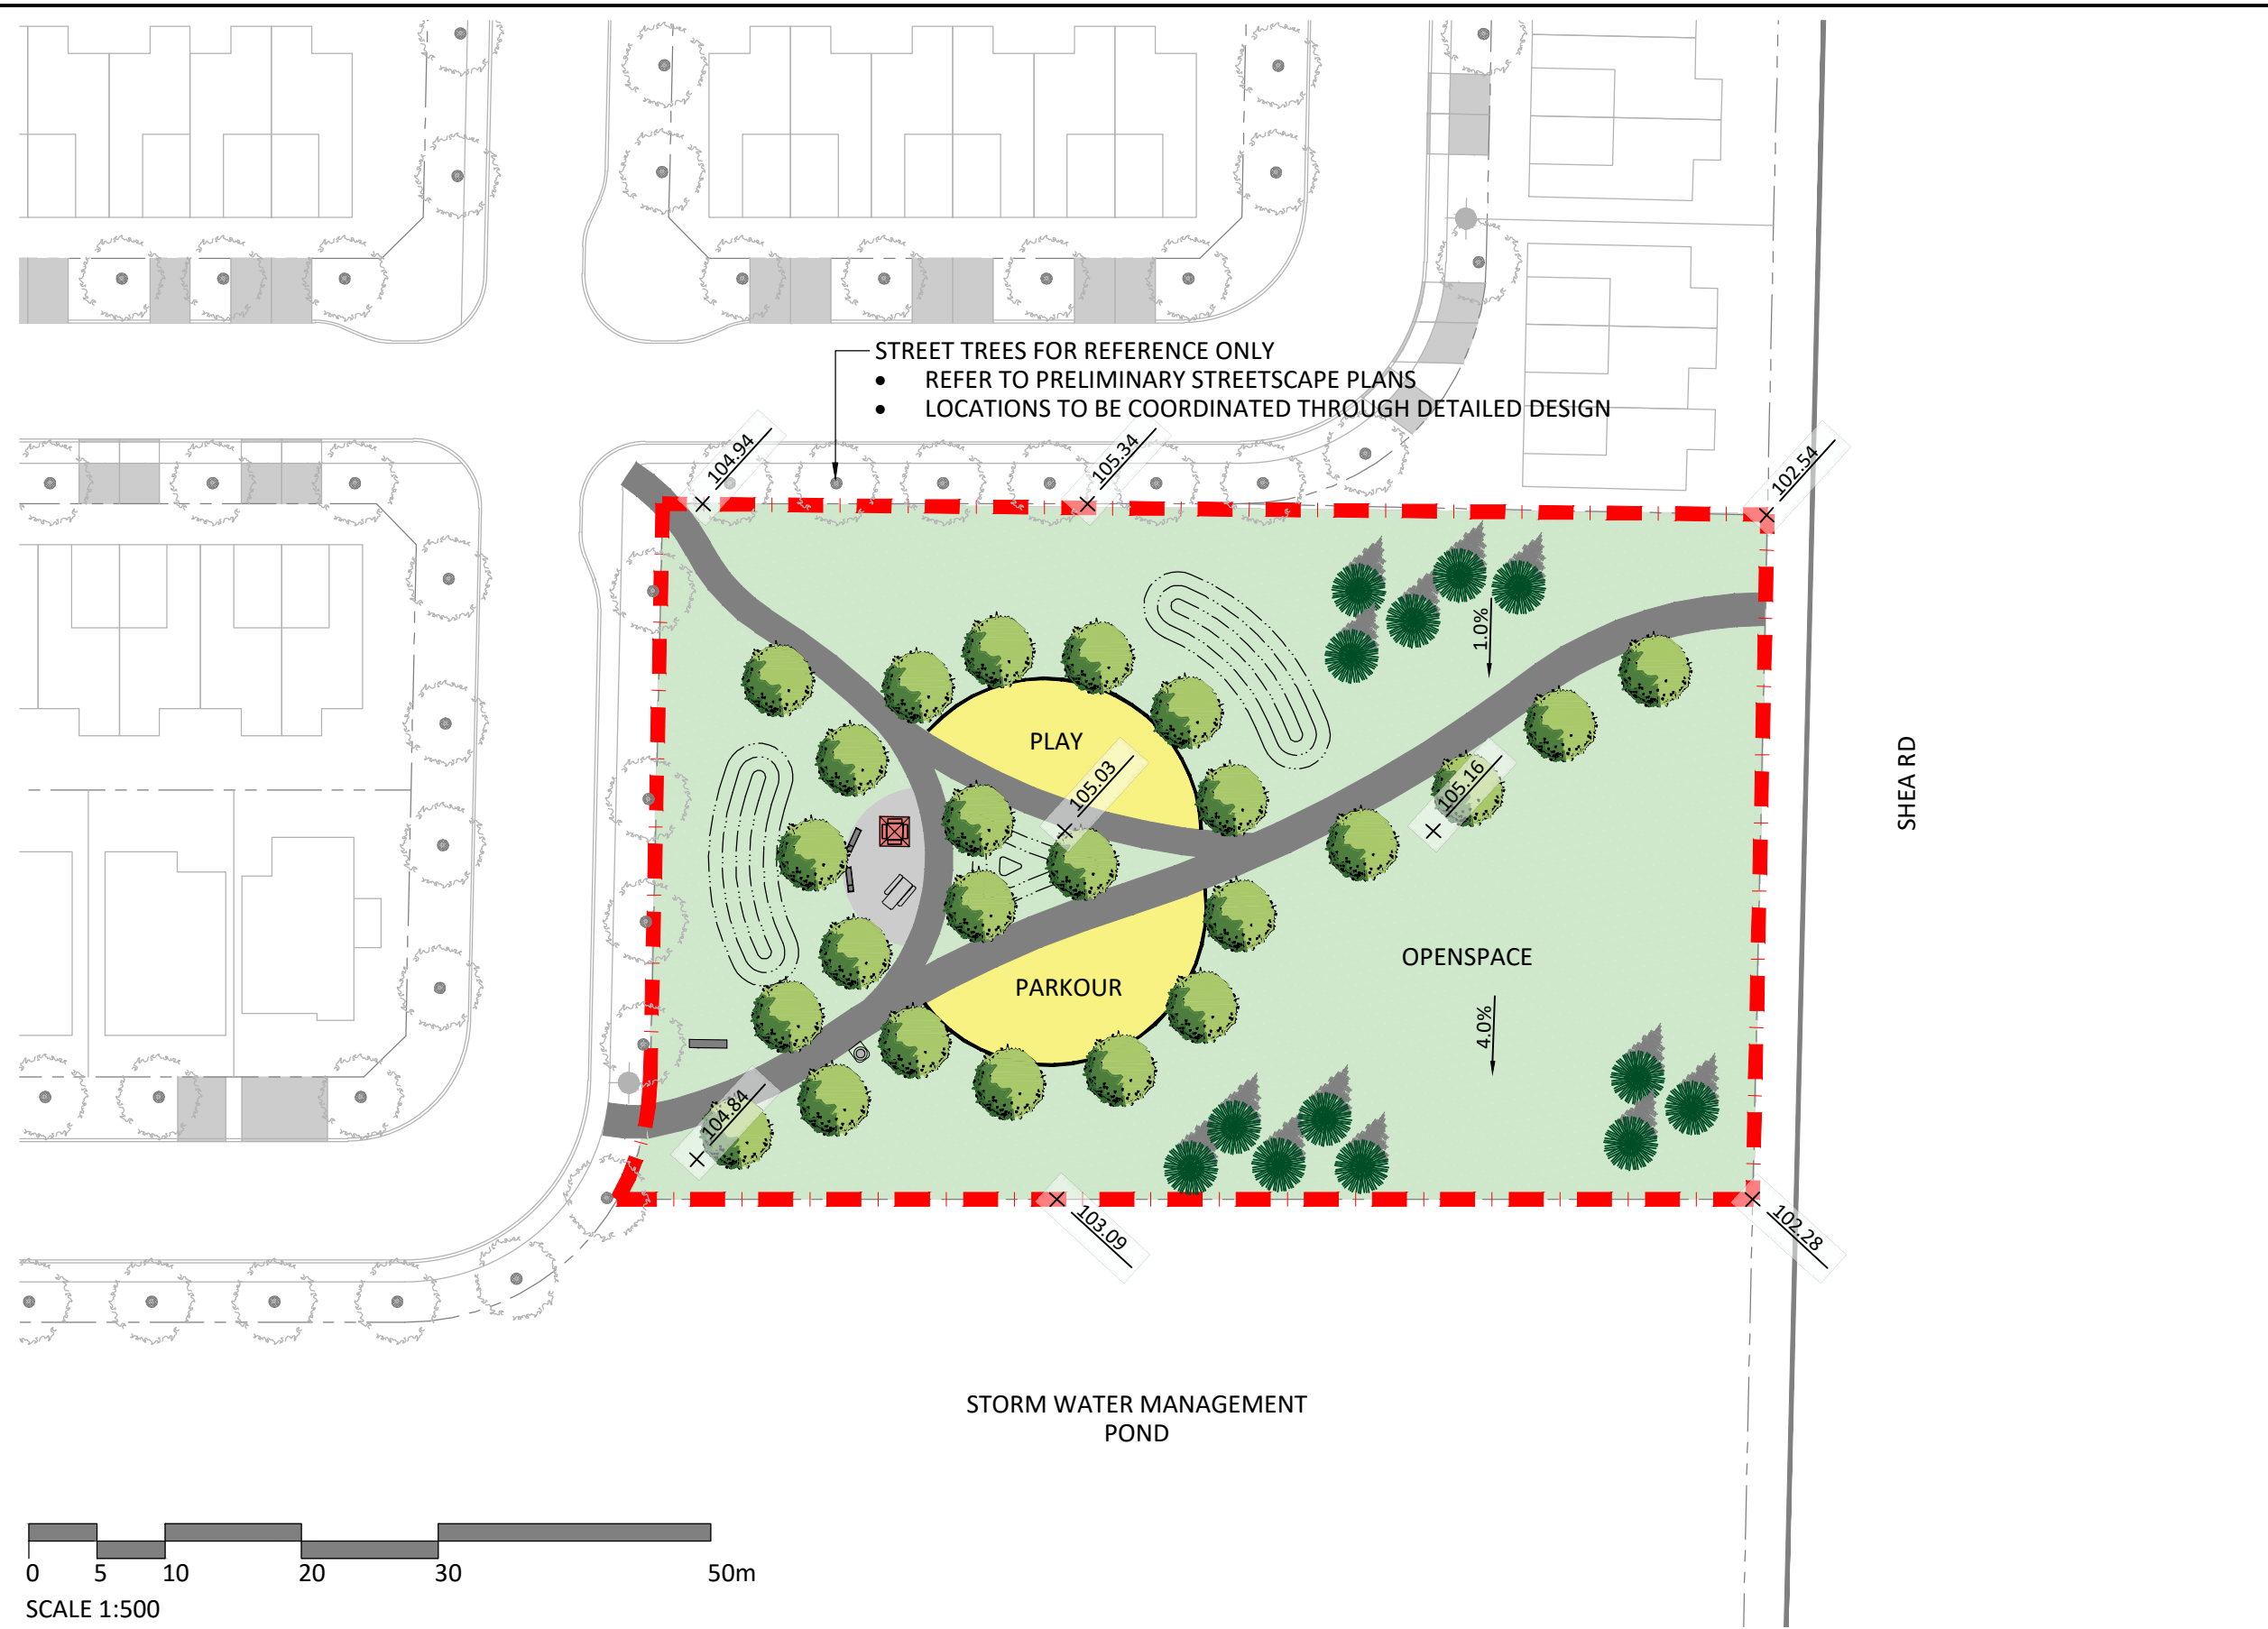 STREET TREES FOR REFERENCE ONLY
• REFER TO PRELIMINARY STREETSCAPE PLANS
• LOCATIONS TO BE COORDINATED THROUGH DETAILED DESIGN
104.94
105.34
102.54
1.0%
PLAY
105.03
105.16
SHEA RD
OPENSPACE
PARKOUR
4.0%
104.84
103.09
102.28
STORM WATER MANAGEMENT
POND
0 5 10 20 30 50m
SCALE 1:500